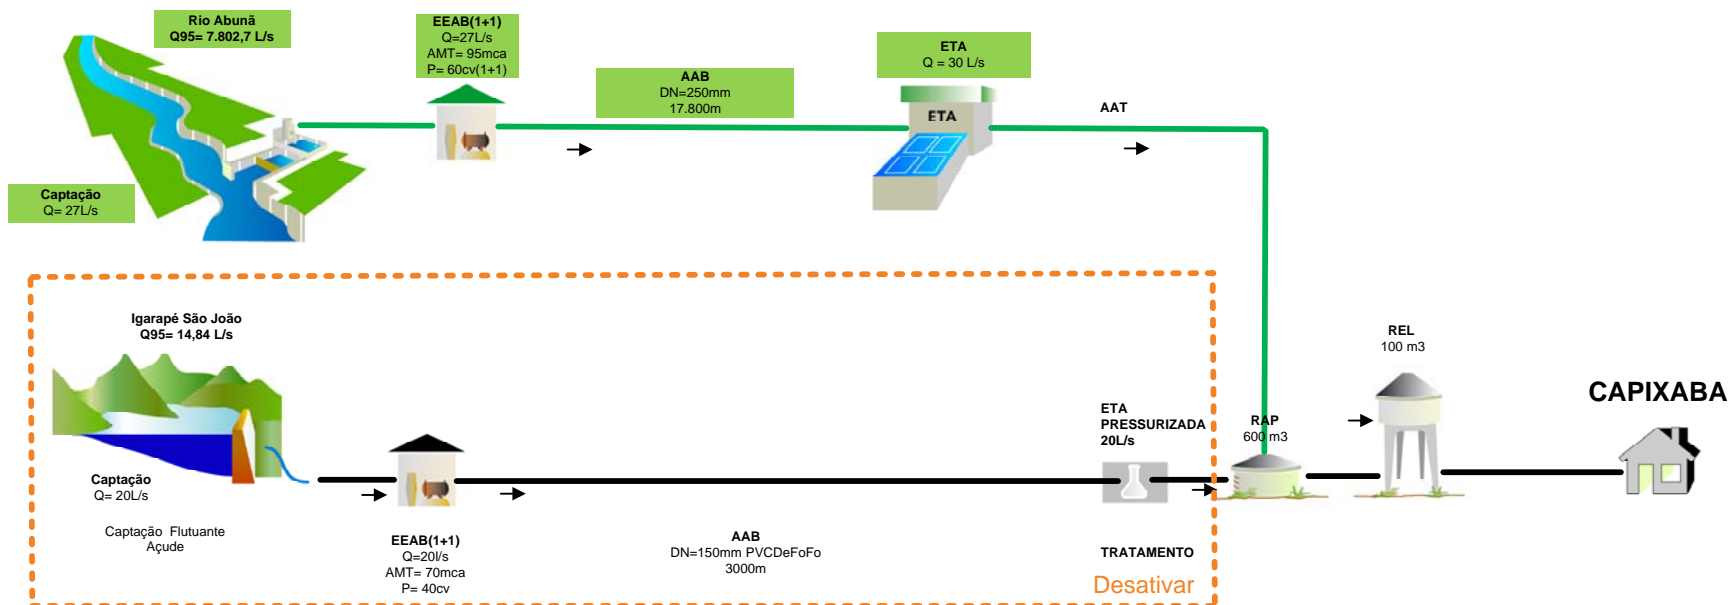 Rio Abunã
Q95= 7.802,7 L/s
EEAB(1+1)
Q=27L/s
AMT= 95mca
P= 60cv(1+1)
AAB
DN=250mm
17.800m
ETA
Q = 30 L/s
ETA
AAT
Captação
Q= 27L/s
Igarapé São João
Q95= 14,84 L/s
Captação
Q= 20L/s
Captação Flutuante
Açude
EEAB(1+1)
Q=20l/s
AMT= 70mca
P= 40cv
AAB
DN=150mm PVCDeFoFo
3000m
ETA
PRESSURIZADA
20L/s
TRATAMENTO
Desativar
RAP
600 m3
REL
100 m3
CAPIXABA